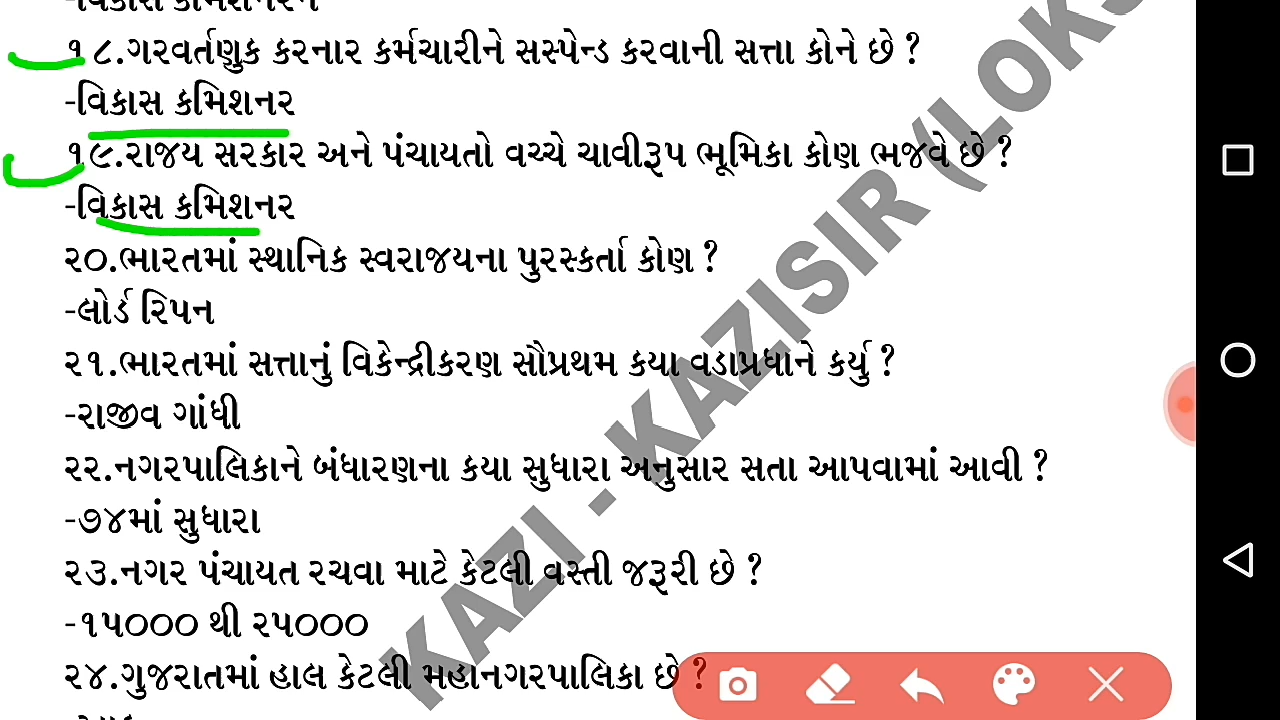 -વિકાસ કમિશનરને
૧૮.ગરવર્તણુક કરનાર કર્મચારીને સસ્પેન્ડ કરવાની સત્તા કોને છે ?
-વિકાસ કમિશનર
૧૯.રાજય સરકાર અને પંચાયતો વચ્ચે ચાવીરૂપ ભૂમિકા કોણ ભજવે છે ?
-વિકાસ કમિશનર
૨૦.ભારતમાં સ્થાનિક સ્વરાજયના પુરસ્કર્તા કોણ ?
-લોર્ડ રિપન
૨૧.ભારતમાં સત્તાનું વિકેન્દ્રીકરણ સૌપ્રથમ કયા વડાપ્રધાને કર્યુ ?
-રાજીવ ગાંધી
૨૨.નગરપાલિકાને બંધારણના કયા સુધારા અનુસાર સતા આપવામાં આવી ?
-૭૪માં સુધારા
૨૩.નગર પંચાયત રચવા માટે કેટલી વસ્તી જરૂરી છે ?
-૧૫૦૦૦ થી ૨૫૦૦૦
૨૪.ગુજરાતમાં હાલ કેટલી મહાનગરપાલિકા છે ?
KAZI - KAZISIR (LOKS